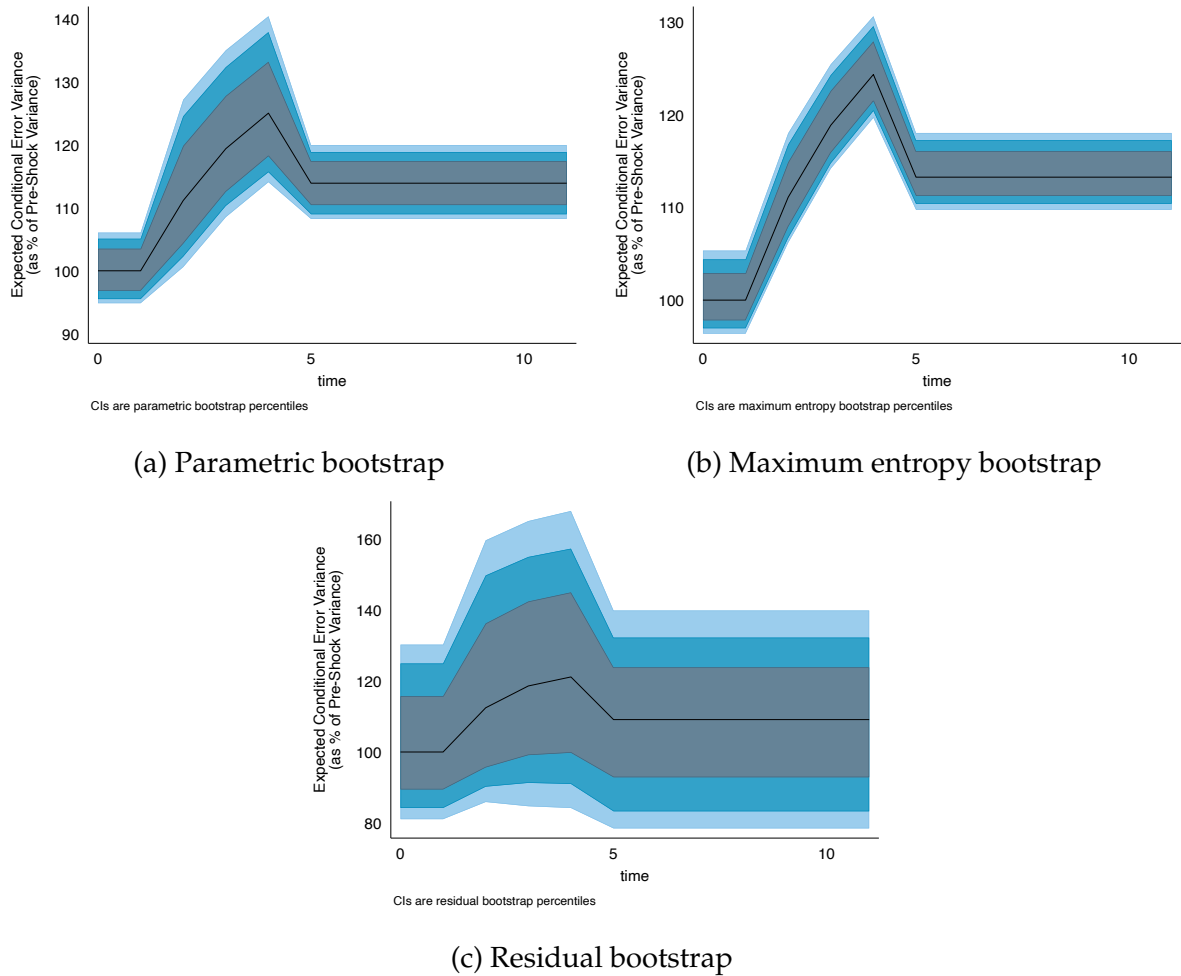 Expected Conditional Error Variance
(as % of Pre-Shock Variance)
140
130
120
110
100
90
0
5
10
time
CIs are parametric bootstrap percentiles
(a) Parametric bootstrap
Expected Conditional Error Variance
(as % of Pre-Shock Variance)
130
120
110
100
0
5
10
time
CIs are maximum entropy bootstrap percentiles
(b) Maximum entropy bootstrap
Expected Conditional Error Variance
(as % of Pre-Shock Variance)
160
140
120
100
80
0
5
10
time
CIs are residual bootstrap percentiles
(c) Residual bootstrap